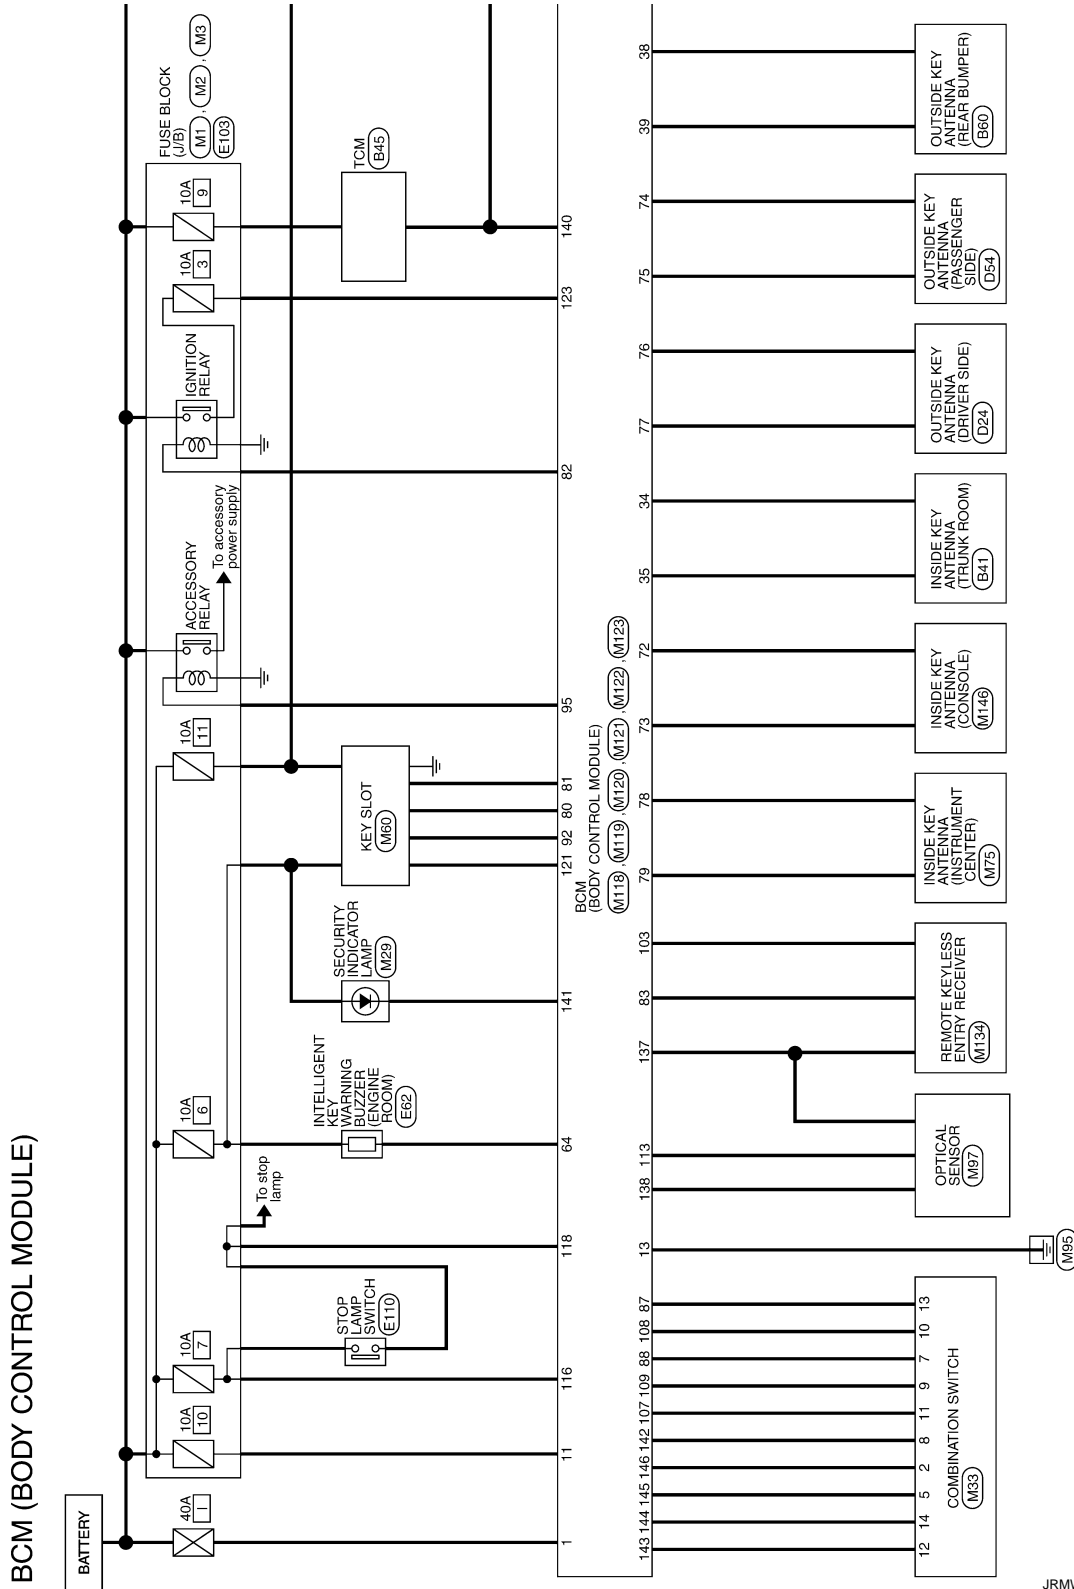 BCM (BODY CONTROL MODULE)
BATTERY
40A
I
10A
10
10A
7
10A
6
10A
11
10A
3
10A
9
FUSE BLOCK
(J/B)
M1 , M2 , M3
E103
ACCESSORY
RELAY
To accessory
power supply
IGNITION
RELAY
To stop
lamp
STOP
LAMP
SWITCH
E110
INTELLIGENT
KEY
WARNING
BUZZER
(ENGINE
ROOM)
E62
SECURITY
INDICATOR
LAMP
M29
KEY SLOT
M60
TCM
B45
1
11
116
118
64
141
121
92
80
81
95
82
123
140
BCM
(BODY CONTROL MODULE)
M118 , M119 , M120 , M121 , M122 , M123
143
144
145
146
142
107
109
88
108
87
13
138
113
137
83
103
79
78
73
72
35
34
77
76
75
74
39
38
12
14
5
2
8
11
9
7
10
13
COMBINATION SWITCH
M33
( M95 )
OPTICAL
SENSOR
M97
REMOTE KEYLESS
ENTRY RECEIVER
M134
INSIDE KEY
ANTENNA
(INSTRUMENT
CENTER)
M75
INSIDE KEY
ANTENNA
(CONSOLE)
M146
INSIDE KEY
ANTENNA
(TRUNK ROOM)
B41
OUTSIDE KEY
ANTENNA
(DRIVER SIDE)
D24
OUTSIDE KEY
ANTENNA
(PASSENGER
SIDE)
D54
OUTSIDE KEY
ANTENNA
(REAR BUMPER)
B60